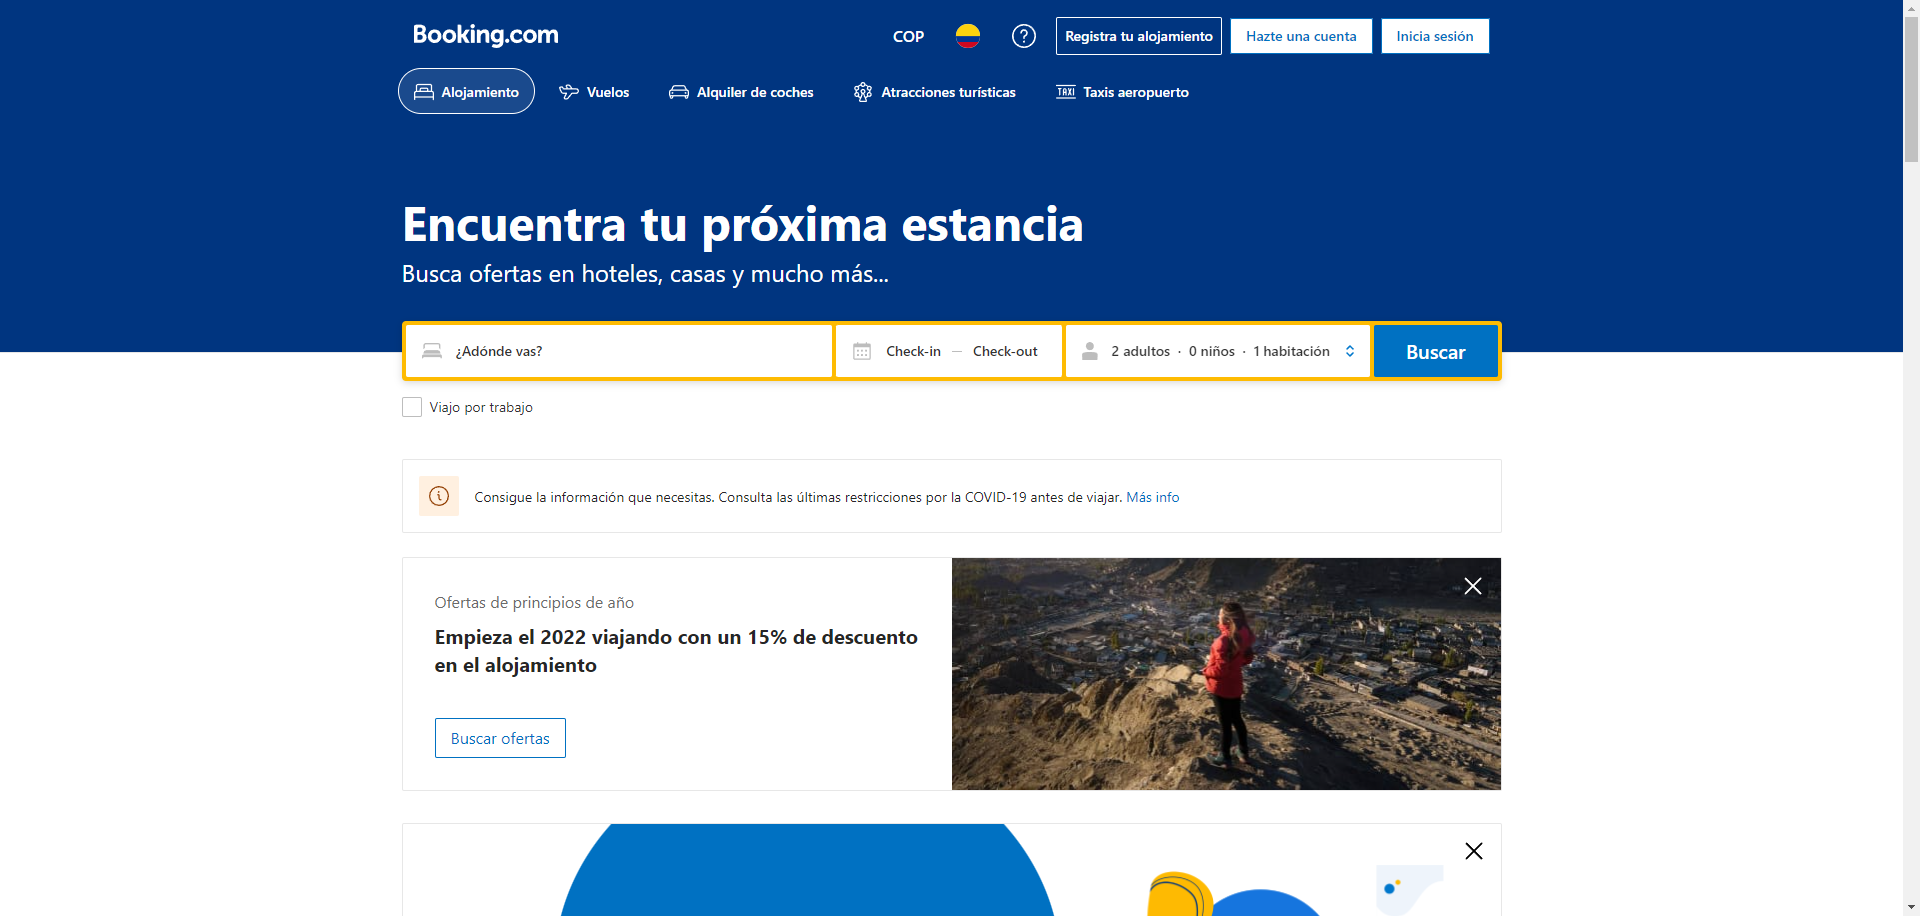 Booking.com
COP
Registra tu alojamiento
Hazte una cuenta
Inicia sesión
Alojamiento
Vuelos
Alquiler de coches
Atracciones turísticas
TAXI Taxis aeropuerto
Encuentra tu próxima estancia
Busca ofertas en hoteles, casas y mucho más...
¿Adónde vas?
Check-in — Check-out
2 adultos · 0 niños · 1 habitación
Buscar
Viajo por trabajo
Consigue la información que necesitas. Consulta las últimas restricciones por la COVID-19 antes de viajar. Más info
Ofertas de principios de año
Empieza el 2022 viajando con un 15% de descuento
en el alojamiento
Buscar ofertas